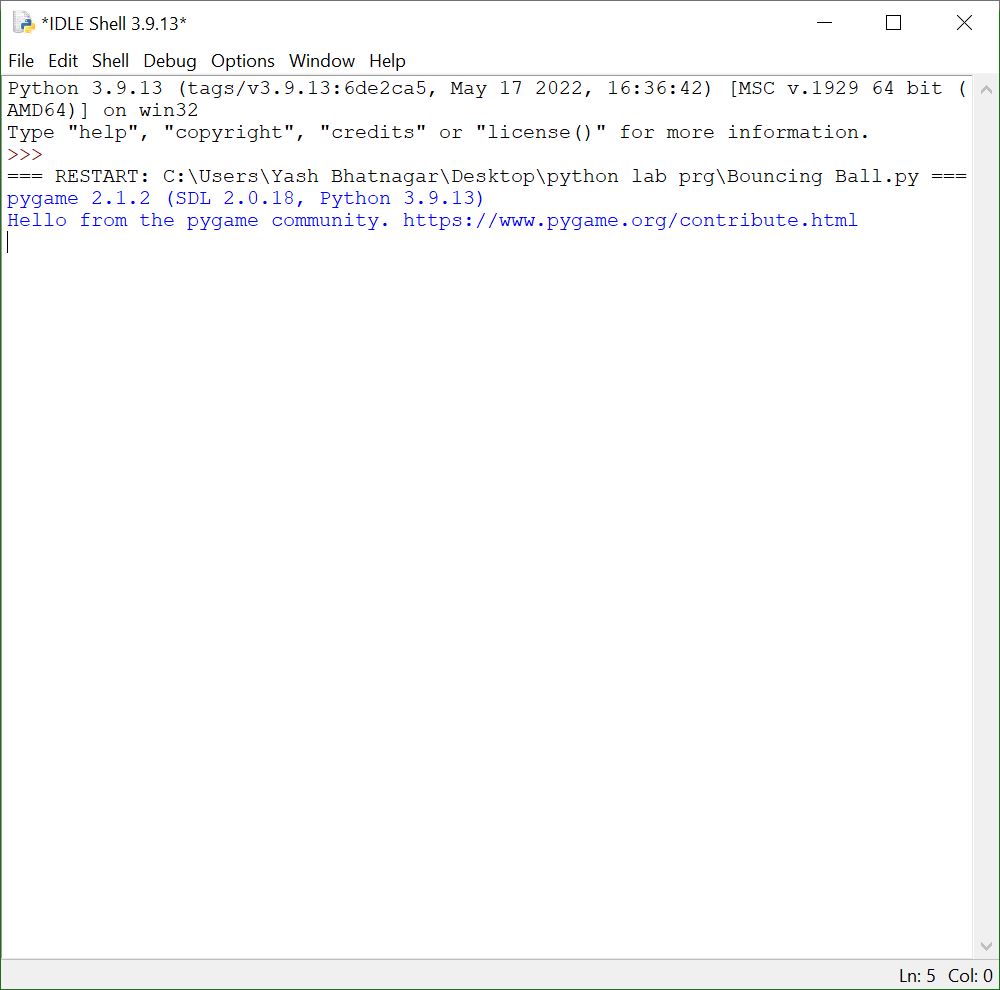 *IDLE Shell 3.9.13*
File Edit Shell Debug Options Window Help
Python 3.9.13 (tags/v3.9.13:6de2ca5, May 17 2022, 16:36:42) [MSC v.1929 64 bit (
AMD64)] on win32
Type "help", "copyright", "credits" or "license()" for more information.
>>>
=== RESTART: C:\Users\Yash Bhatnagar\Desktop\python lab prg\Bouncing Ball.py ===
pygame 2.1.2 (SDL 2.0.18, Python 3.9.13)
Hello from the pygame community. https://www.pygame.org/contribute.html
Ln: 5 Col: 0